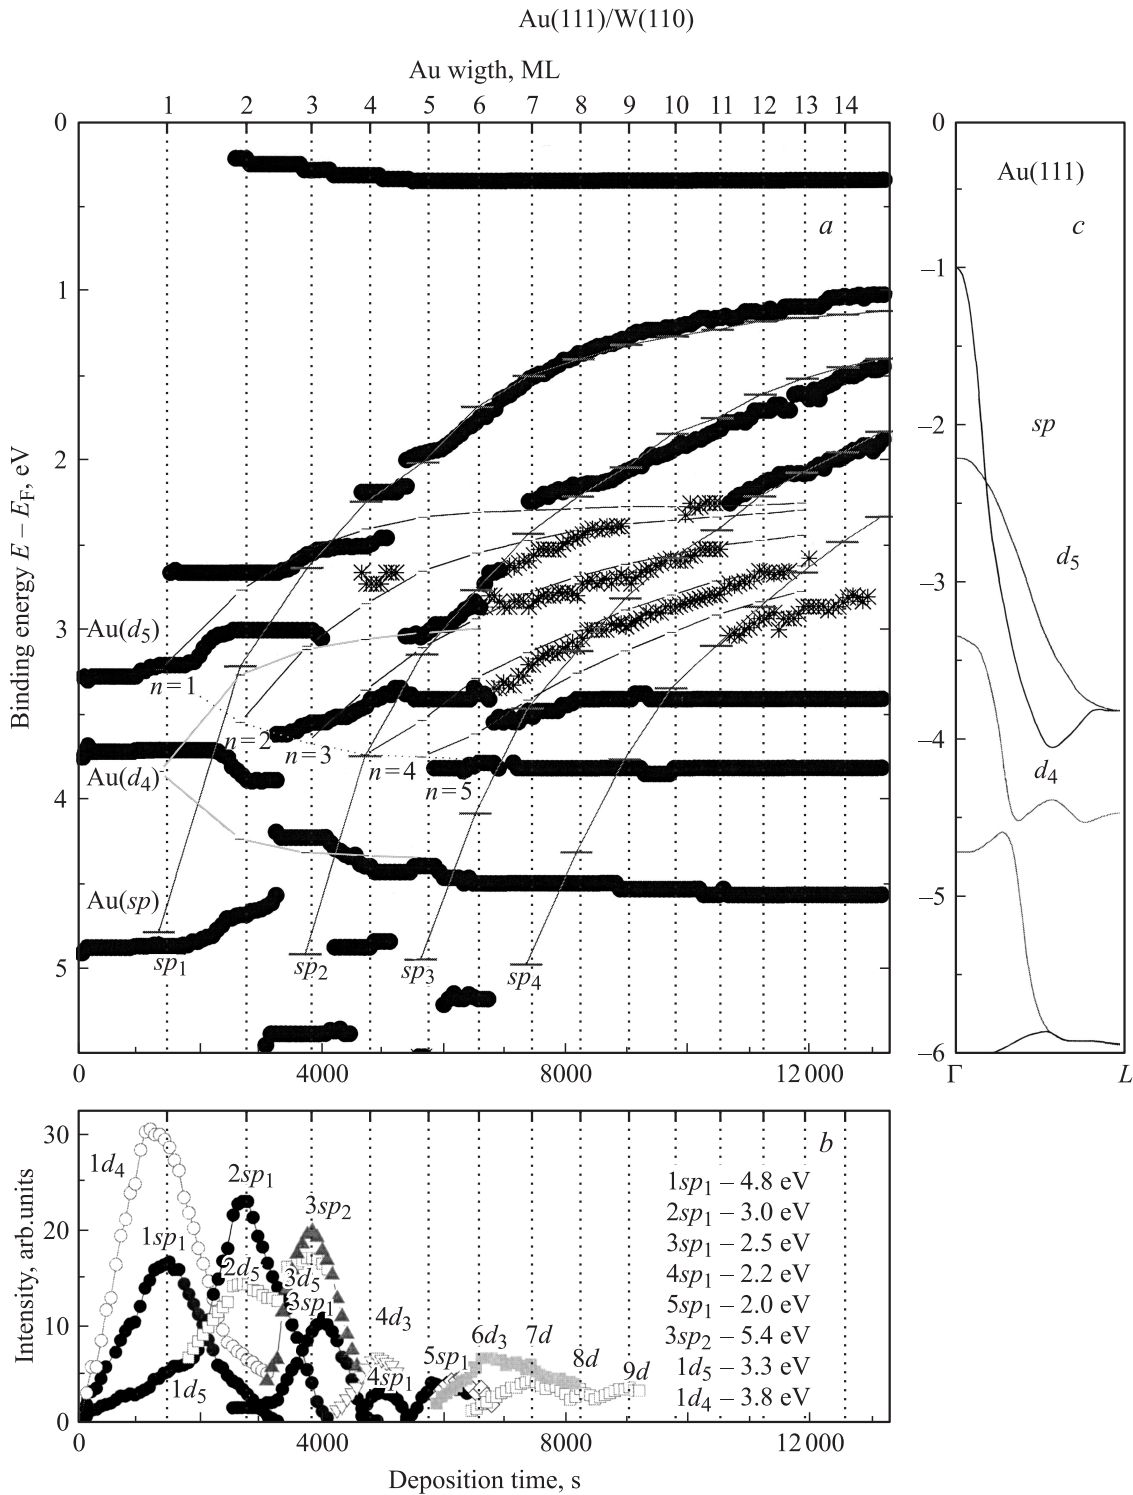 Au(111)/W(110)
Au wigth, ML
1 2 3 4 5 6 7 8 9 10 11 12 13 14
0
1
2
3
4
5
Binding energy E – E_F, eV
a
Au(d5)
n = 1
n = 2
n = 3
n = 4
n = 5
Au(d4)
Au(sp)
sp1
sp2
sp3
sp4
0 4000 8000 12 000
0
–1
–2
–3
–4
–5
–6
Au(111)
c
sp
d5
d4
Γ L
30
20
10
0
Intensity, arb.units
b
1d4
1sp1
2sp1
3sp2
2d5
3d5
3sp1
1d5
4d3
4sp1
5sp1
6d3
7d
8d
9d
1sp1 – 4.8 eV
2sp1 – 3.0 eV
3sp1 – 2.5 eV
4sp1 – 2.2 eV
5sp1 – 2.0 eV
3sp2 – 5.4 eV
1d5 – 3.3 eV
1d4 – 3.8 eV
0 4000 8000 12 000
Deposition time, s